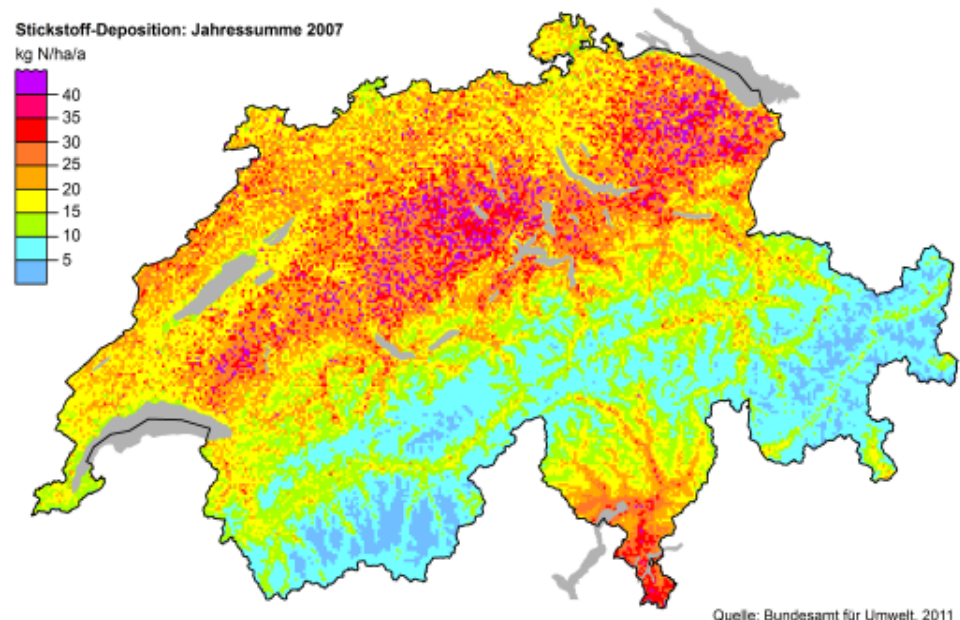 Stickstoff-Deposition: Jahressumme 2007
kg N/ha/a
40
35
30
25
20
15
10
5
Quelle: Bundesamt für Umwelt, 2011